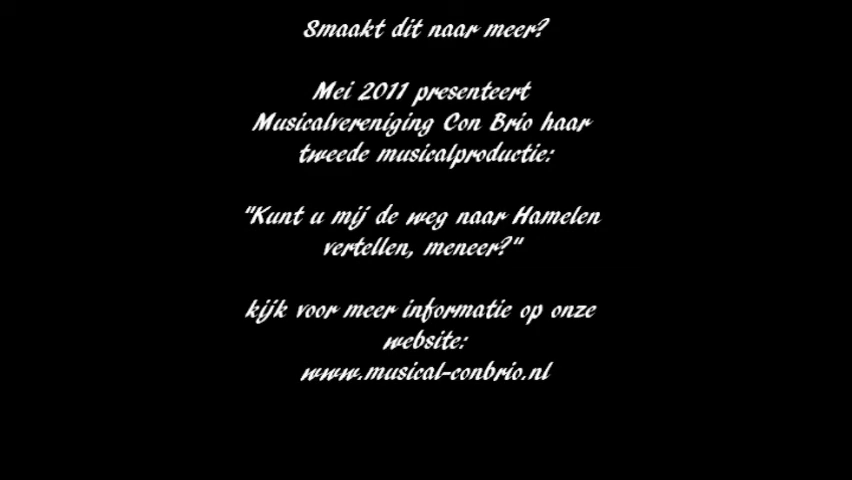 Smaakt dit naar meer?
Mei 2011 presenteert
Musicalvereniging Con Brio haar
tweede musicalproductie:
"Kunt u mij de weg naar Hamelen
vertellen, meneer?"
kijk voor meer informatie op onze
website:
www.musical-conbrio.nl